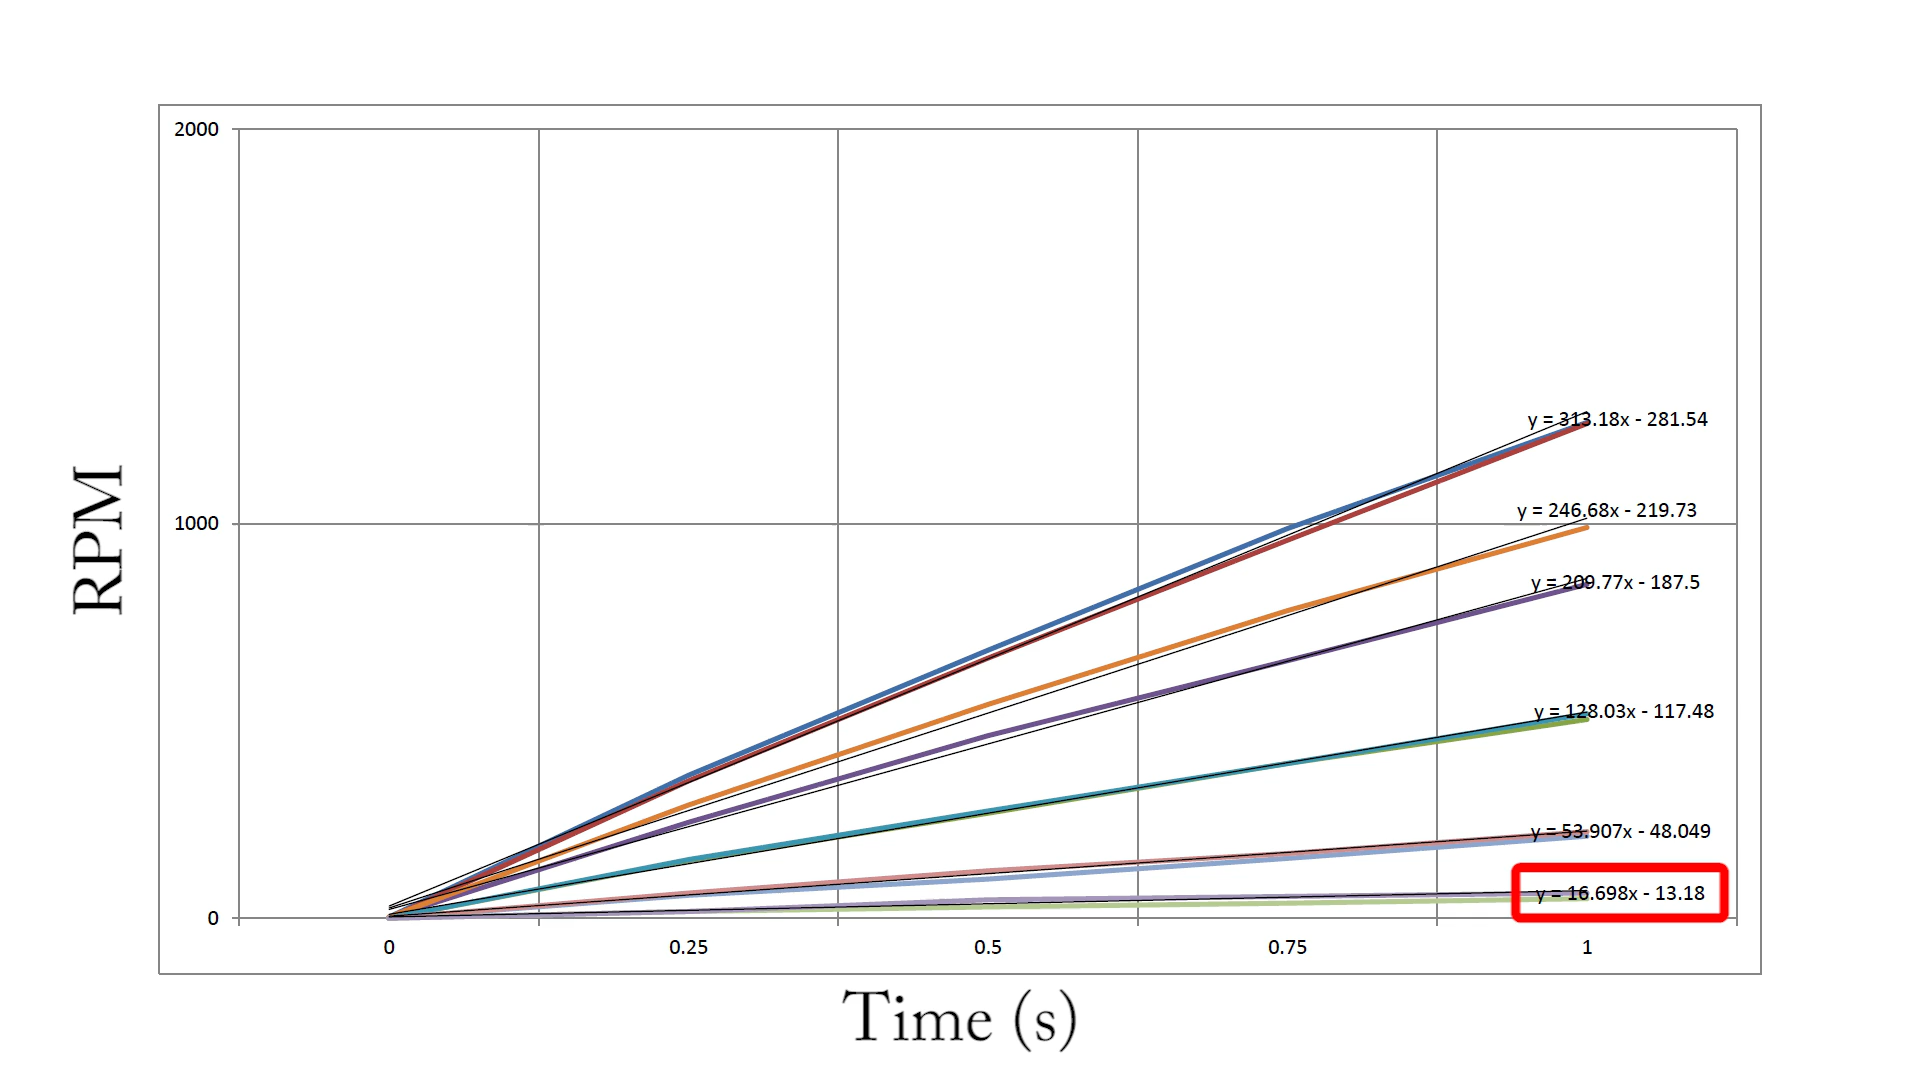 2000
y = 313.18x - 281.54
y = 246.68x - 219.73
1000
y = 209.77x - 187.5
RPM
y = 128.03x - 117.48
y = 53.907x - 48.049
y = 16.698x - 13.18
0
0 0.25 0.5 0.75 1
Time (s)